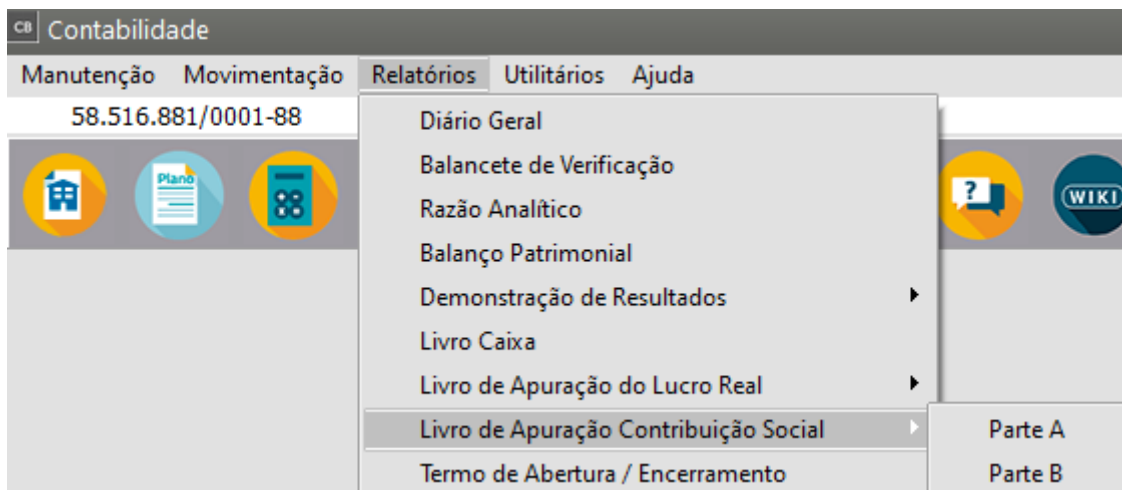 CB Contabilidade
Manutenção Movimentação Relatórios Utilitários Ajuda
58.516.881/0001-88
Plano
?
WIKI
Diário Geral
Balancete de Verificação
Razão Analítico
Balanço Patrimonial
Demonstração de Resultados
Livro Caixa
Livro de Apuração do Lucro Real
Livro de Apuração Contribuição Social
Parte A
Termo de Abertura / Encerramento
Parte B